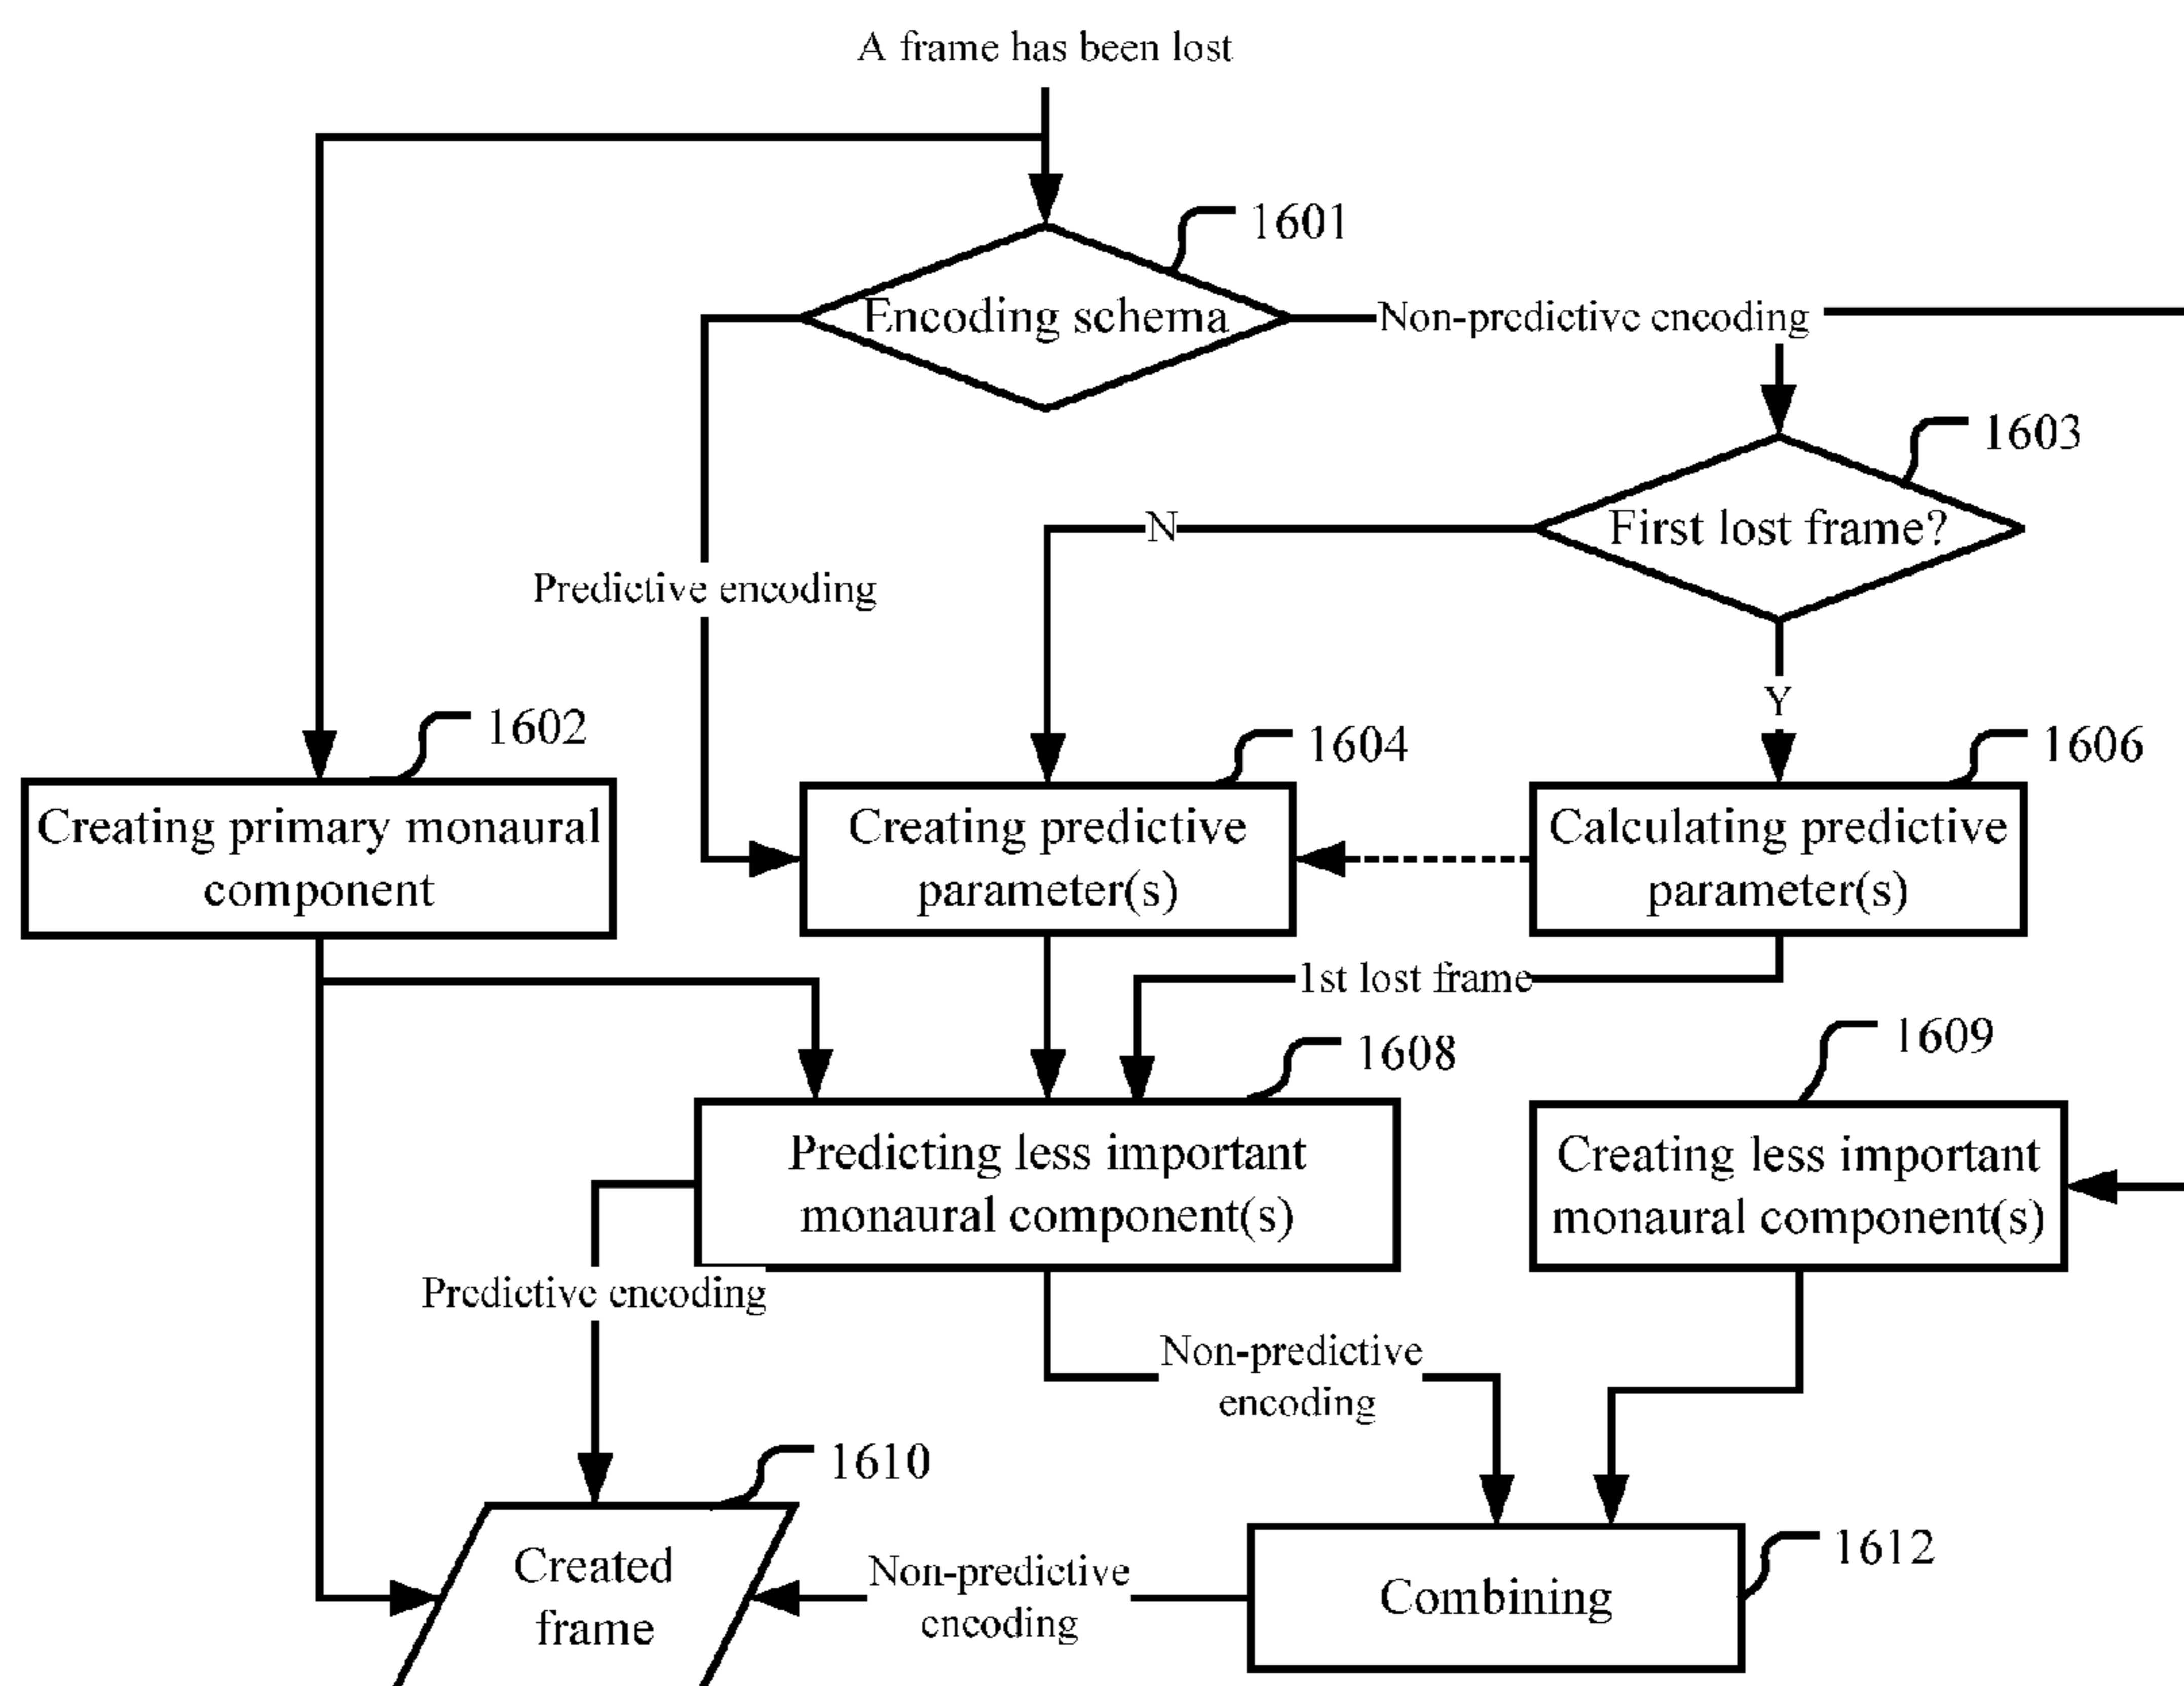 A frame has been lost
1601
Encoding schema
Non-predictive encoding
1603
First lost frame?
N
Predictive encoding
Y
1602
1604
1606
Creating primary monaural
component
Creating predictive
parameter(s)
Calculating predictive
parameter(s)
1st lost frame
1608
1609
Predicting less important
monaural component(s)
Creating less important
monaural component(s)
Predictive encoding
Non-predictive
encoding
1610
1612
Created
frame
Non-predictive
encoding
Combining